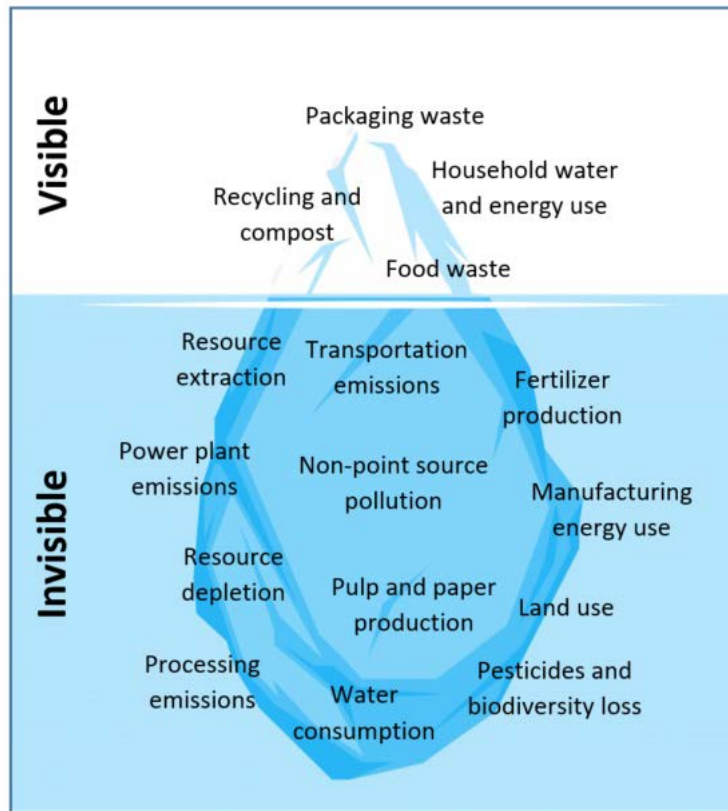 Visible
Packaging waste
Household water
and energy use
Recycling and
compost
Food waste
Invisible
Resource
extraction
Transportation
emissions
Fertilizer
production
Power plant
emissions
Non-point source
pollution
Manufacturing
energy use
Resource
depletion
Pulp and paper
production
Land use
Processing
emissions
Water
consumption
Pesticides and
biodiversity loss